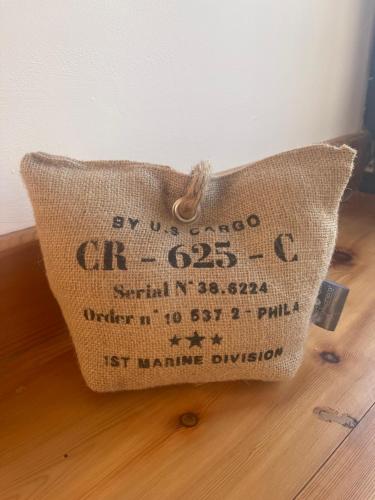 BY U.S CARGO
CR - 625 - C
Serial N° 38.6224
Order n° 10 537 2 - PHILA
1ST MARINE DIVISION